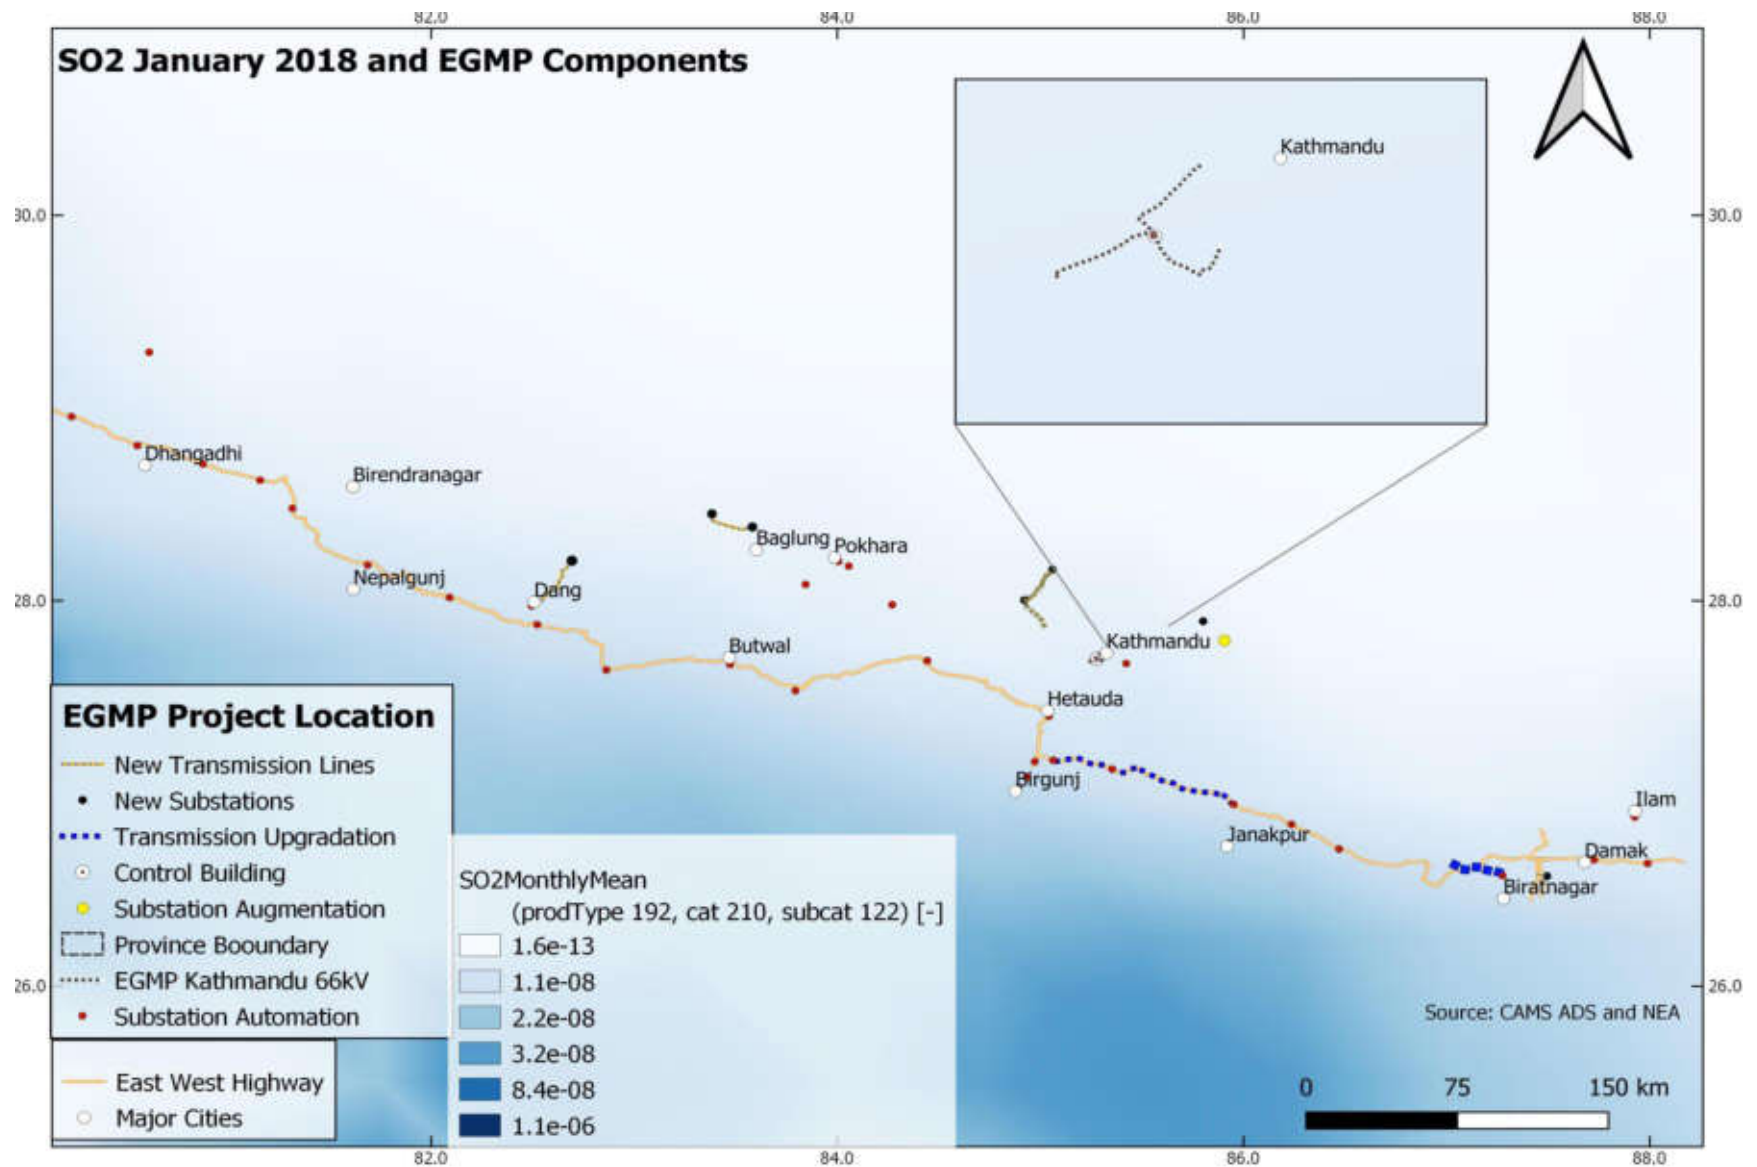 82.0 84.0 86.0 88.0
SO2 January 2018 and EGMP Components
Kathmandu
30.0 30.0
Dhangadhi
Birendranagar
Baglung
Pokhara
Nepalgunj
Dang
28.0 28.0
Butwal
Kathmandu
Hetauda
Birgunj
Janakpur
Ilam
Damak
Biratnagar
EGMP Project Location
New Transmission Lines
New Substations
Transmission Upgradation
Control Building
Substation Augmentation
Province Booundary
EGMP Kathmandu 66kV
Substation Automation
East West Highway
Major Cities
SO2MonthlyMean
(prodType 192, cat 210, subcat 122) [-]
1.6e-13
1.1e-08
2.2e-08
3.2e-08
8.4e-08
1.1e-06
26.0 26.0
Source: CAMS ADS and NEA
0 75 150 km
82.0 84.0 86.0 88.0